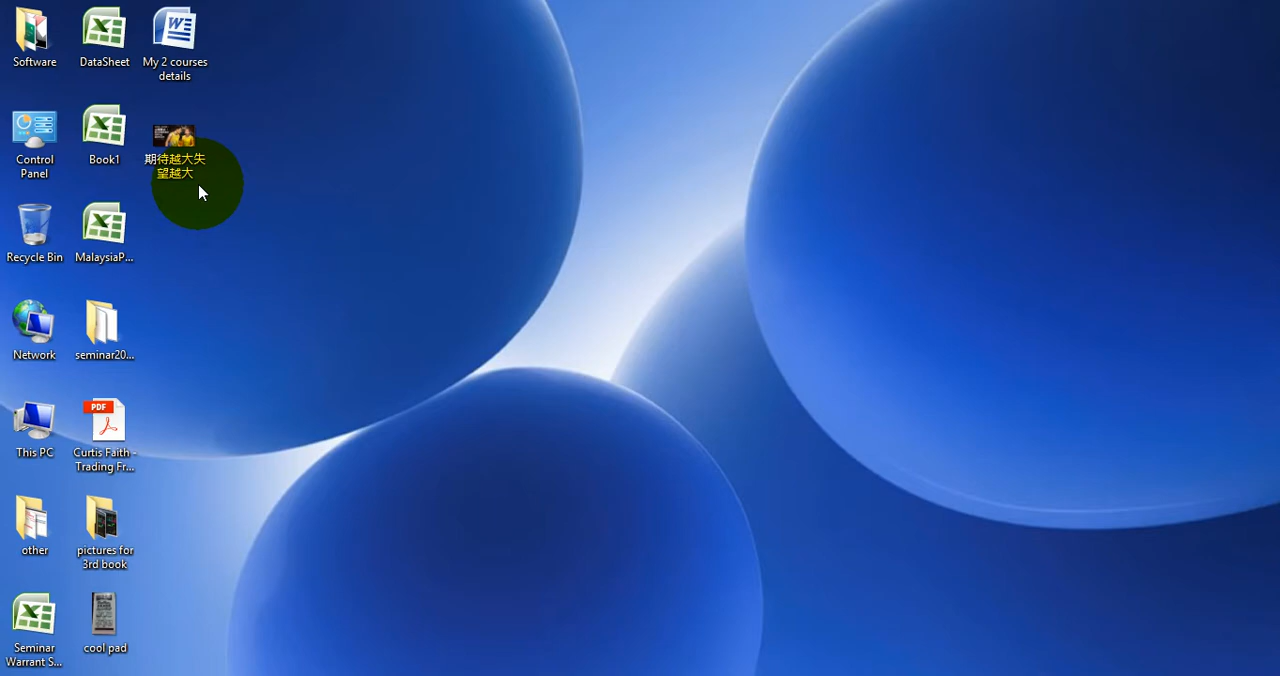 Software
DataSheet
My 2 courses
details
Control
Panel
Book1
期待越大失
望越大
Recycle Bin
MalaysiaP...
Network
seminar20...
This PC
PDF
Curtis Faith -
Trading Fr...
other
pictures for
3rd book
Seminar
Warrant S...
cool pad